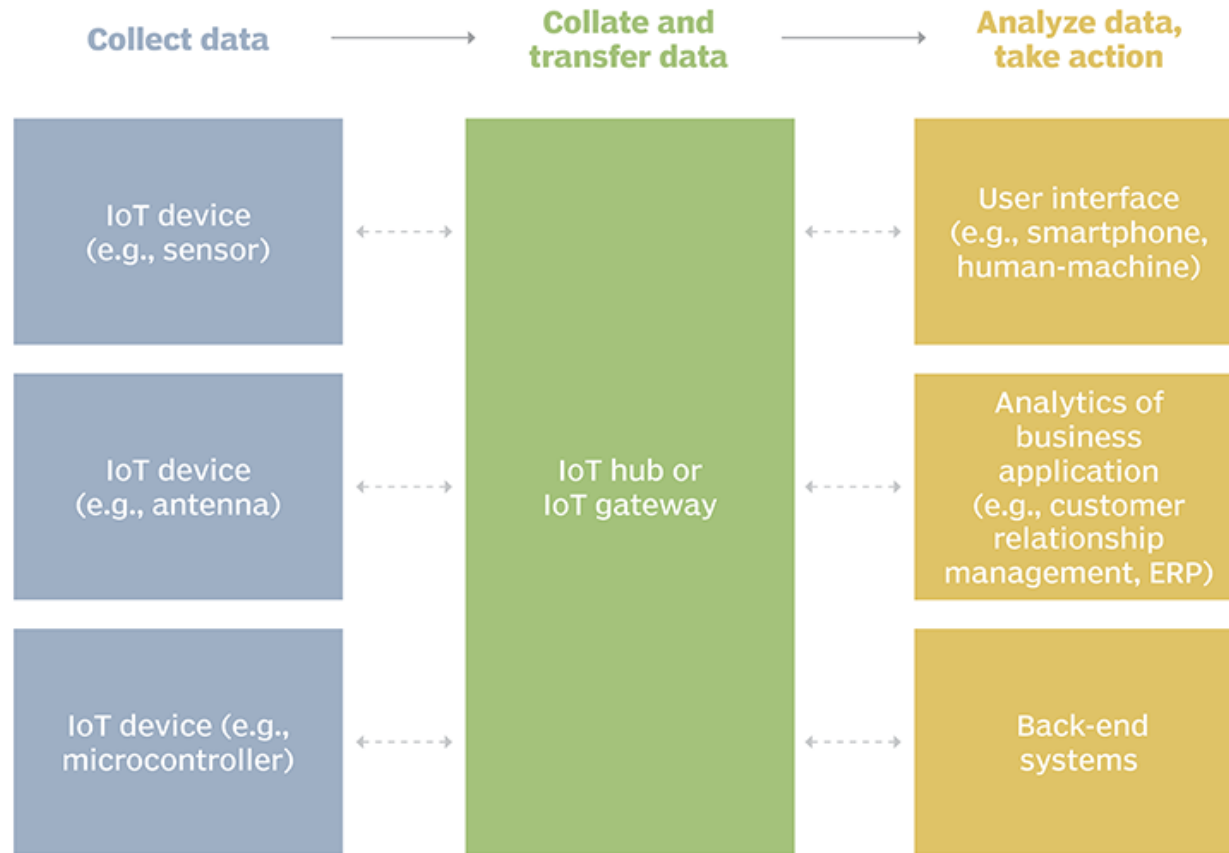 Collect data
Collate and
transfer data
Analyze data,
take action
IoT device
(e.g., sensor)
User interface
(e.g., smartphone,
human-machine)
IoT device
(e.g., antenna)
IoT hub or
IoT gateway
Analytics of
business
application
(e.g., customer
relationship
management, ERP)
IoT device (e.g.,
microcontroller)
Back-end
systems